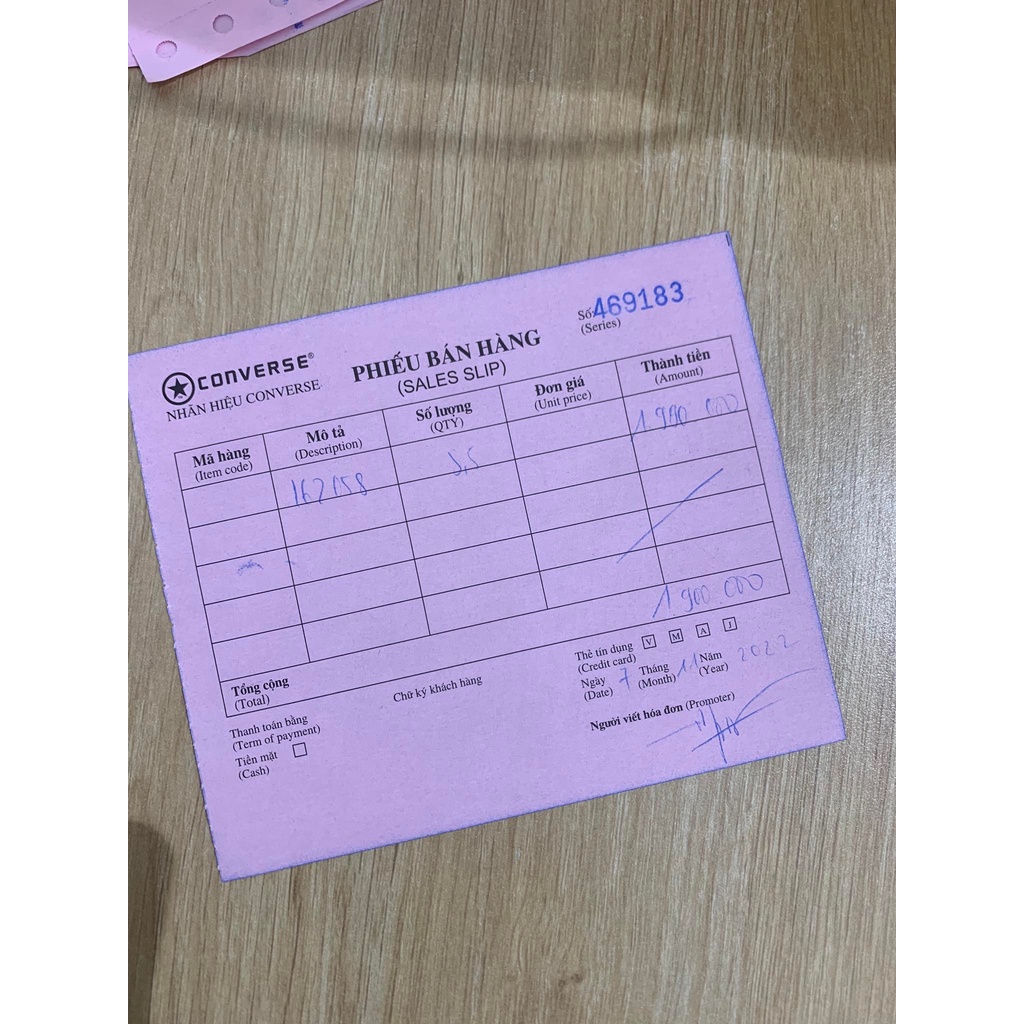 Số: 469183
(Series)
CONVERSE®
NHÃN HIỆU CONVERSE
PHIẾU BÁN HÀNG
(SALES SLIP)
Mã hàng
(Item code)
Mô tả
(Description)
Số lượng
(QTY)
Đơn giá
(Unit price)
Thành tiền
(Amount)
162158
000
Tổng cộng
(Total)
1.900.000
Thanh toán bằng
(Term of payment)
Tiền mặt
(Cash)
Chữ ký khách hàng
Thẻ tín dụng V M A J
(Credit card)
Ngày 7 Tháng 11 Năm 2022
(Date) (Month) (Year)
Người viết hóa đơn (Promoter)